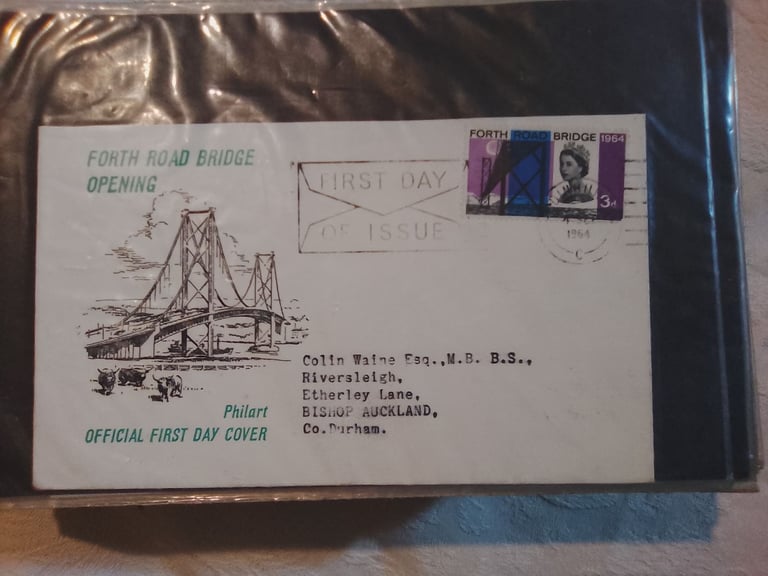 FORTH ROAD BRIDGE
OPENING
FIRST DAY
OF ISSUE
FORTH ROAD BRIDGE 1964
3d
1964
C
Colin Waine Esq.,M.B. B.S.,
Riversleigh,
Etherley Lane,
BISHOP AUCKLAND,
Co.Durham.
Philart
OFFICIAL FIRST DAY COVER